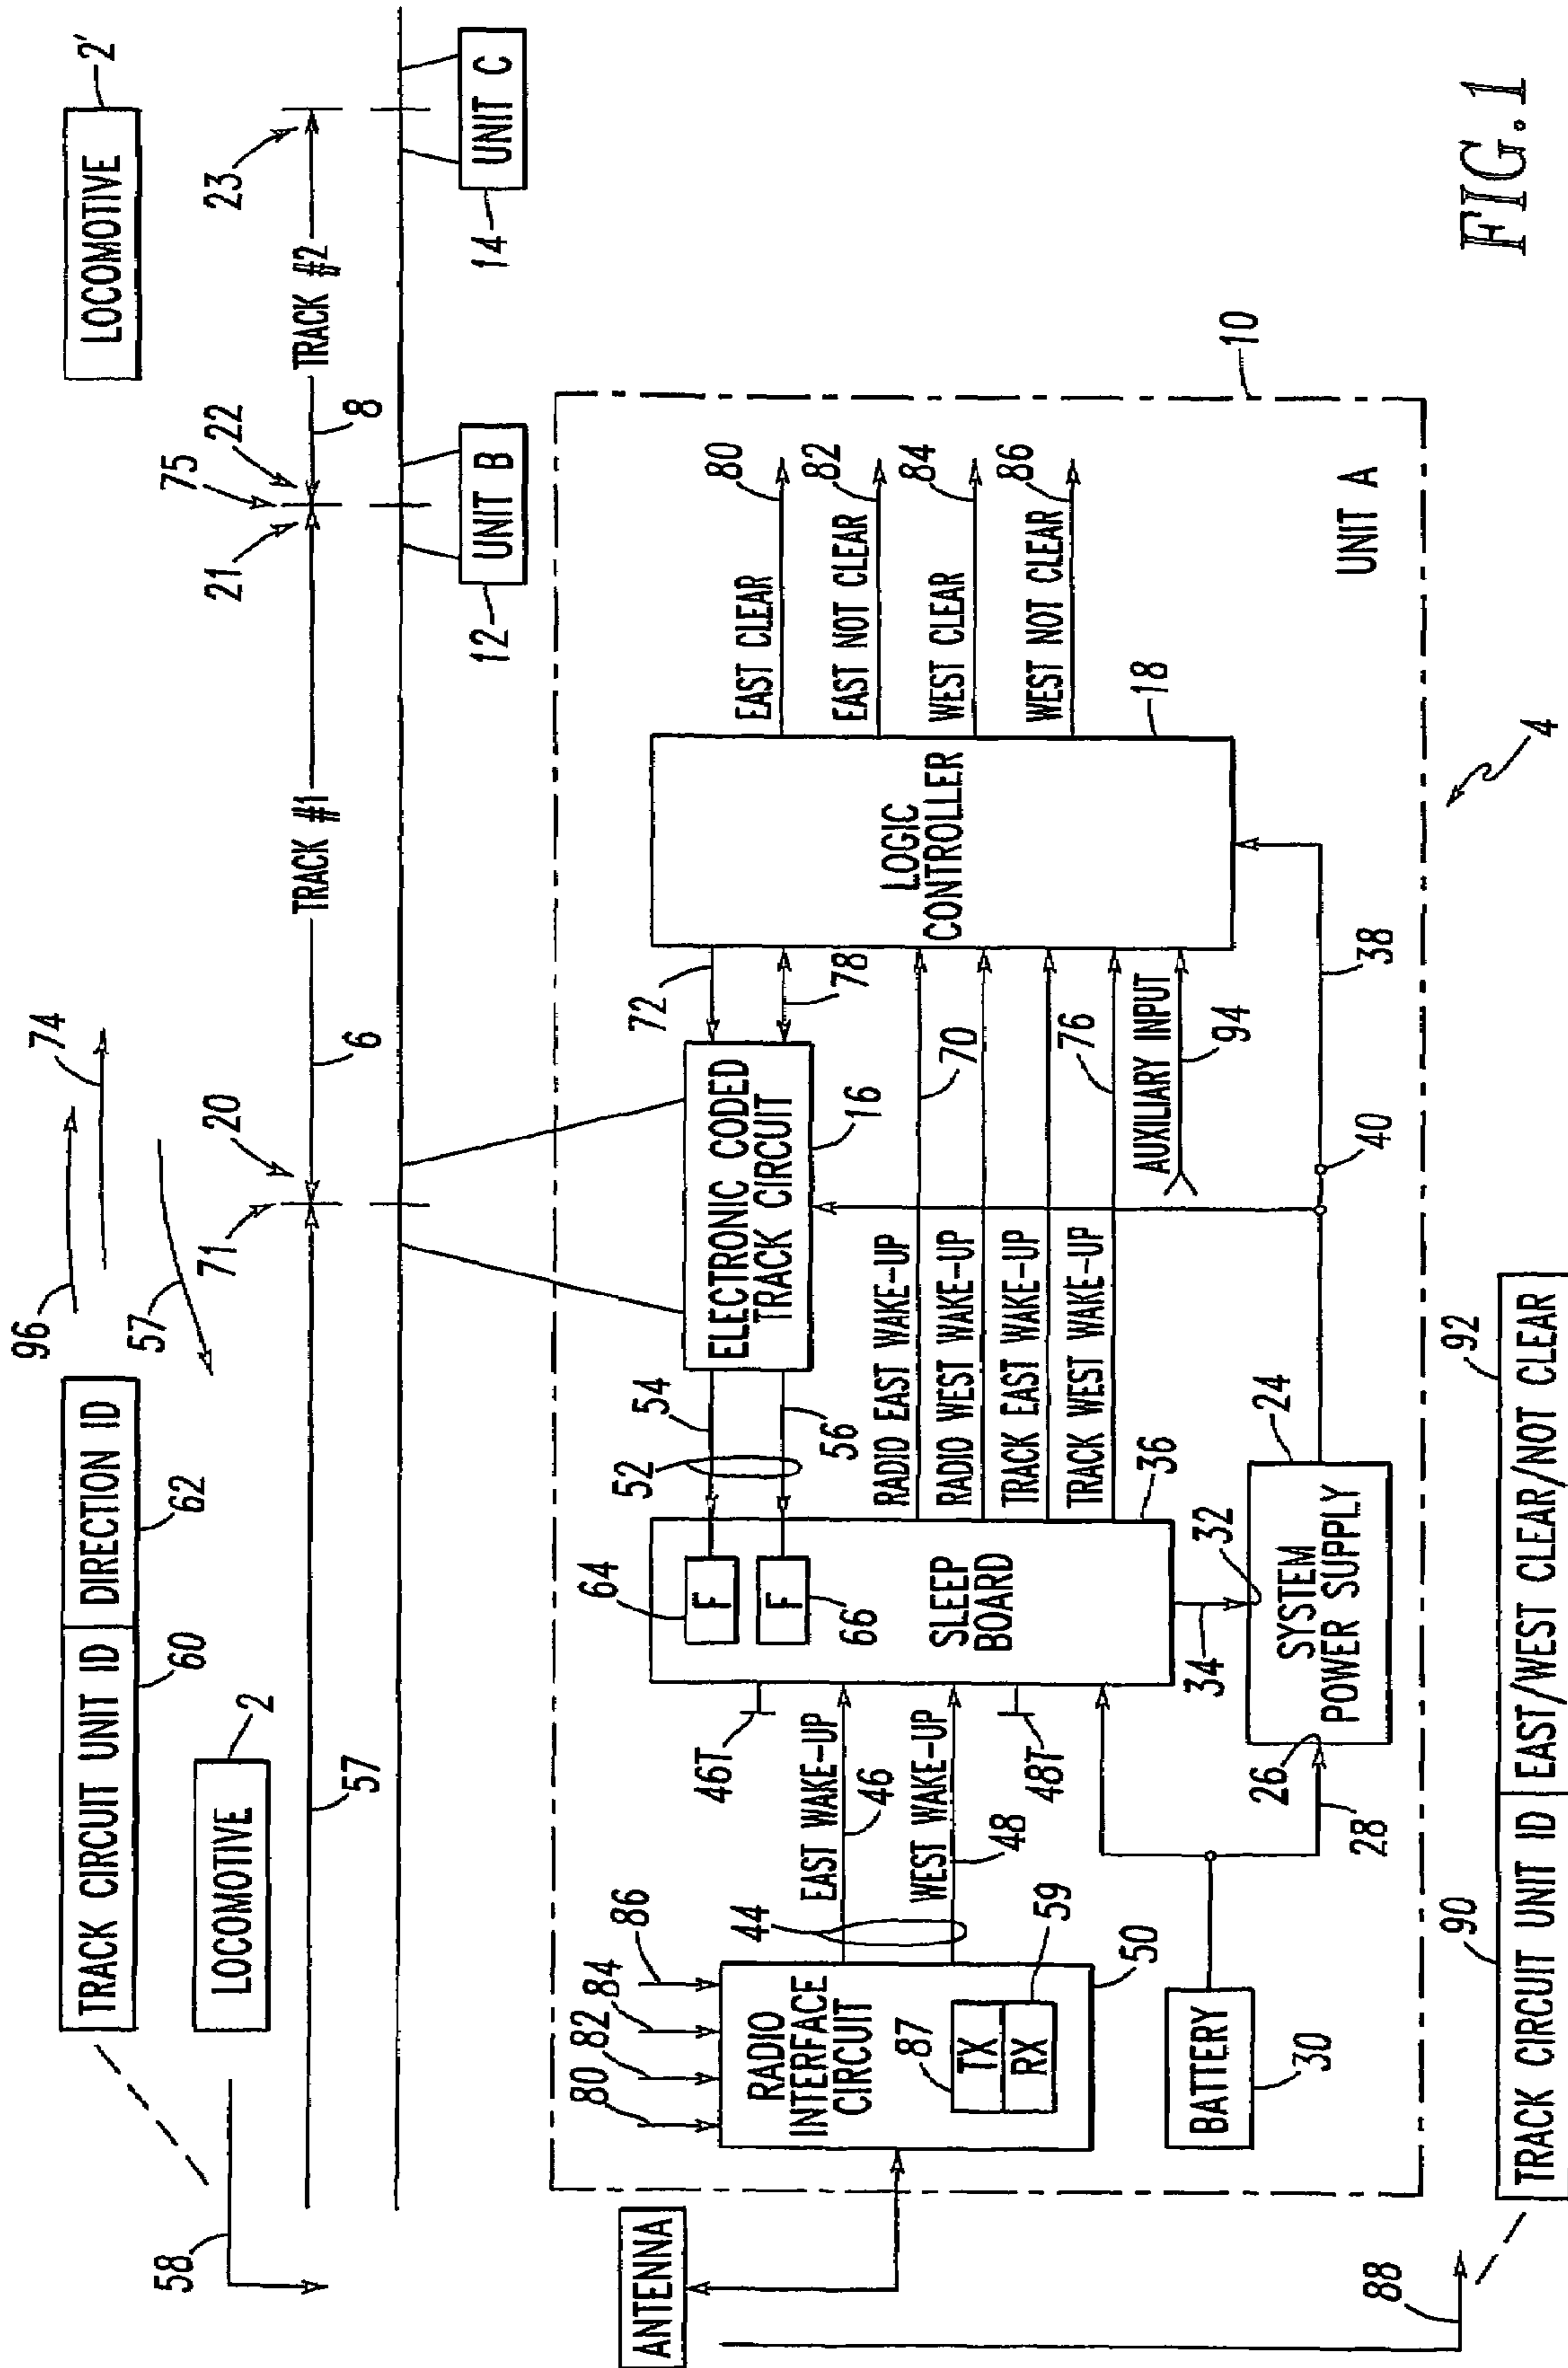 96
74
57
TRACK CIRCUIT UNIT ID DIRECTION ID
60
62
LOCOMOTIVE
2
LOCOMOTIVE
2'
58
57
71
20
6
TRACK #1
21
75
22
8
TRACK #2
23
12
UNIT B
14
UNIT C
ANTENNA
80
82
84
86
RADIO
INTERFACE
CIRCUIT
87
TX
RX
59
50
44
EAST WAKE-UP
46
WEST WAKE-UP
48
46T
48T
BATTERY
30
28
26
64
F
F
66
SLEEP
BOARD
36
34
32
SYSTEM
POWER SUPPLY
24
52
54
56
ELECTRONIC CODED
TRACK CIRCUIT
16
72
78
RADIO EAST WAKE-UP
70
RADIO WEST WAKE-UP
TRACK EAST WAKE-UP
TRACK WEST WAKE-UP
76
AUXILIARY INPUT
94
40
38
LOGIC
CONTROLLER
18
EAST CLEAR
80
EAST NOT CLEAR
82
WEST CLEAR
84
WEST NOT CLEAR
86
UNIT A
10
4
88
90
92
TRACK CIRCUIT UNIT ID EAST/WEST CLEAR/NOT CLEAR
FIG. 1